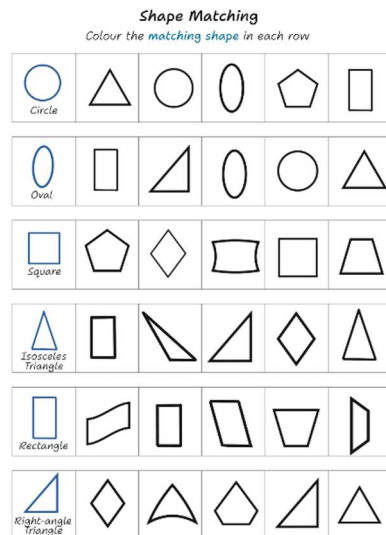 Shape Matching
Colour the matching shape in each row
Circle
Oval
Square
Isosceles
Triangle
Rectangle
Right-angle
Triangle